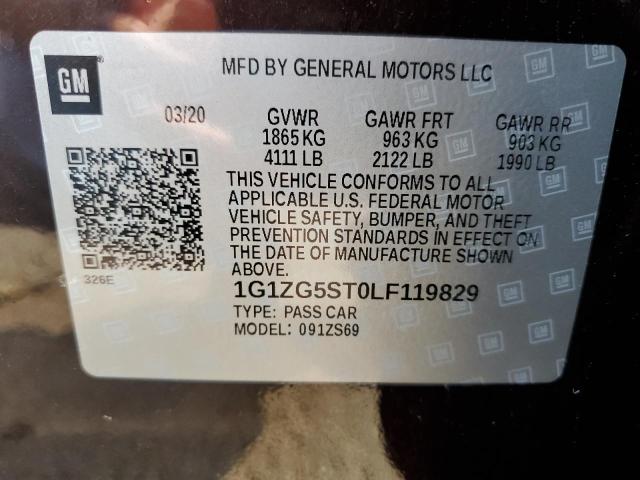 GM
MFD BY GENERAL MOTORS LLC
03/20 GVWR GAWR FRT GAWR RR
1865 KG 963 KG 903 KG
4111 LB 2122 LB 1990 LB
THIS VEHICLE CONFORMS TO ALL
APPLICABLE U.S. FEDERAL MOTOR
VEHICLE SAFETY, BUMPER, AND THEFT
PREVENTION STANDARDS IN EFFECT ON
THE DATE OF MANUFACTURE SHOWN
ABOVE.
326E
1G1ZG5ST0LF119829
TYPE: PASS CAR
MODEL: 091ZS69